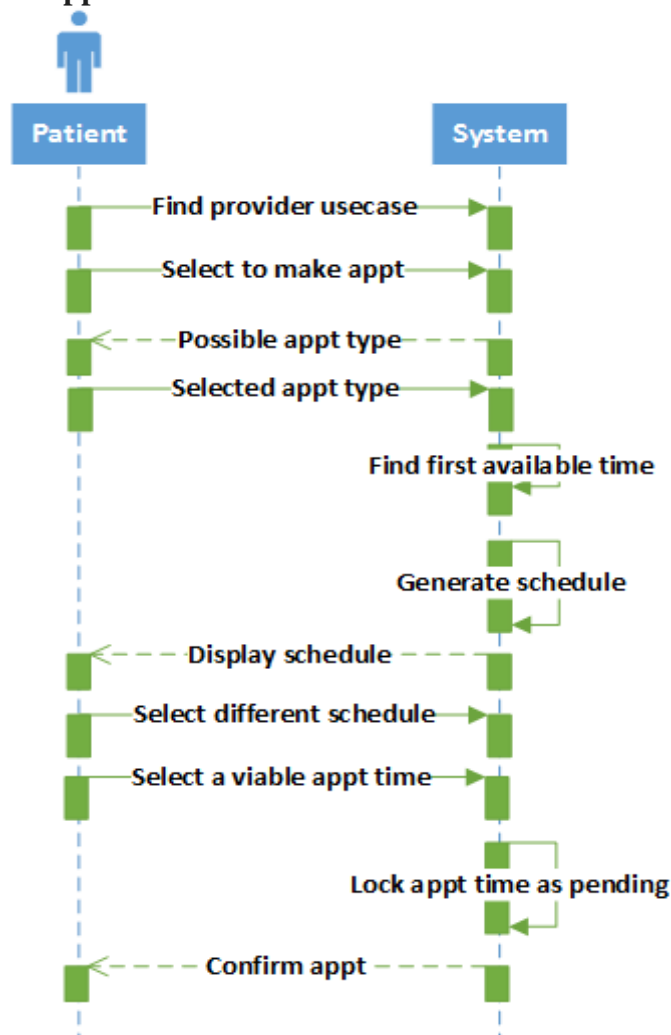 Patient
System
Find provider usecase
Select to make appt
Possible appt type
Selected appt type
Find first available time
Generate schedule
Display schedule
Select different schedule
Select a viable appt time
Lock appt time as pending
Confirm appt